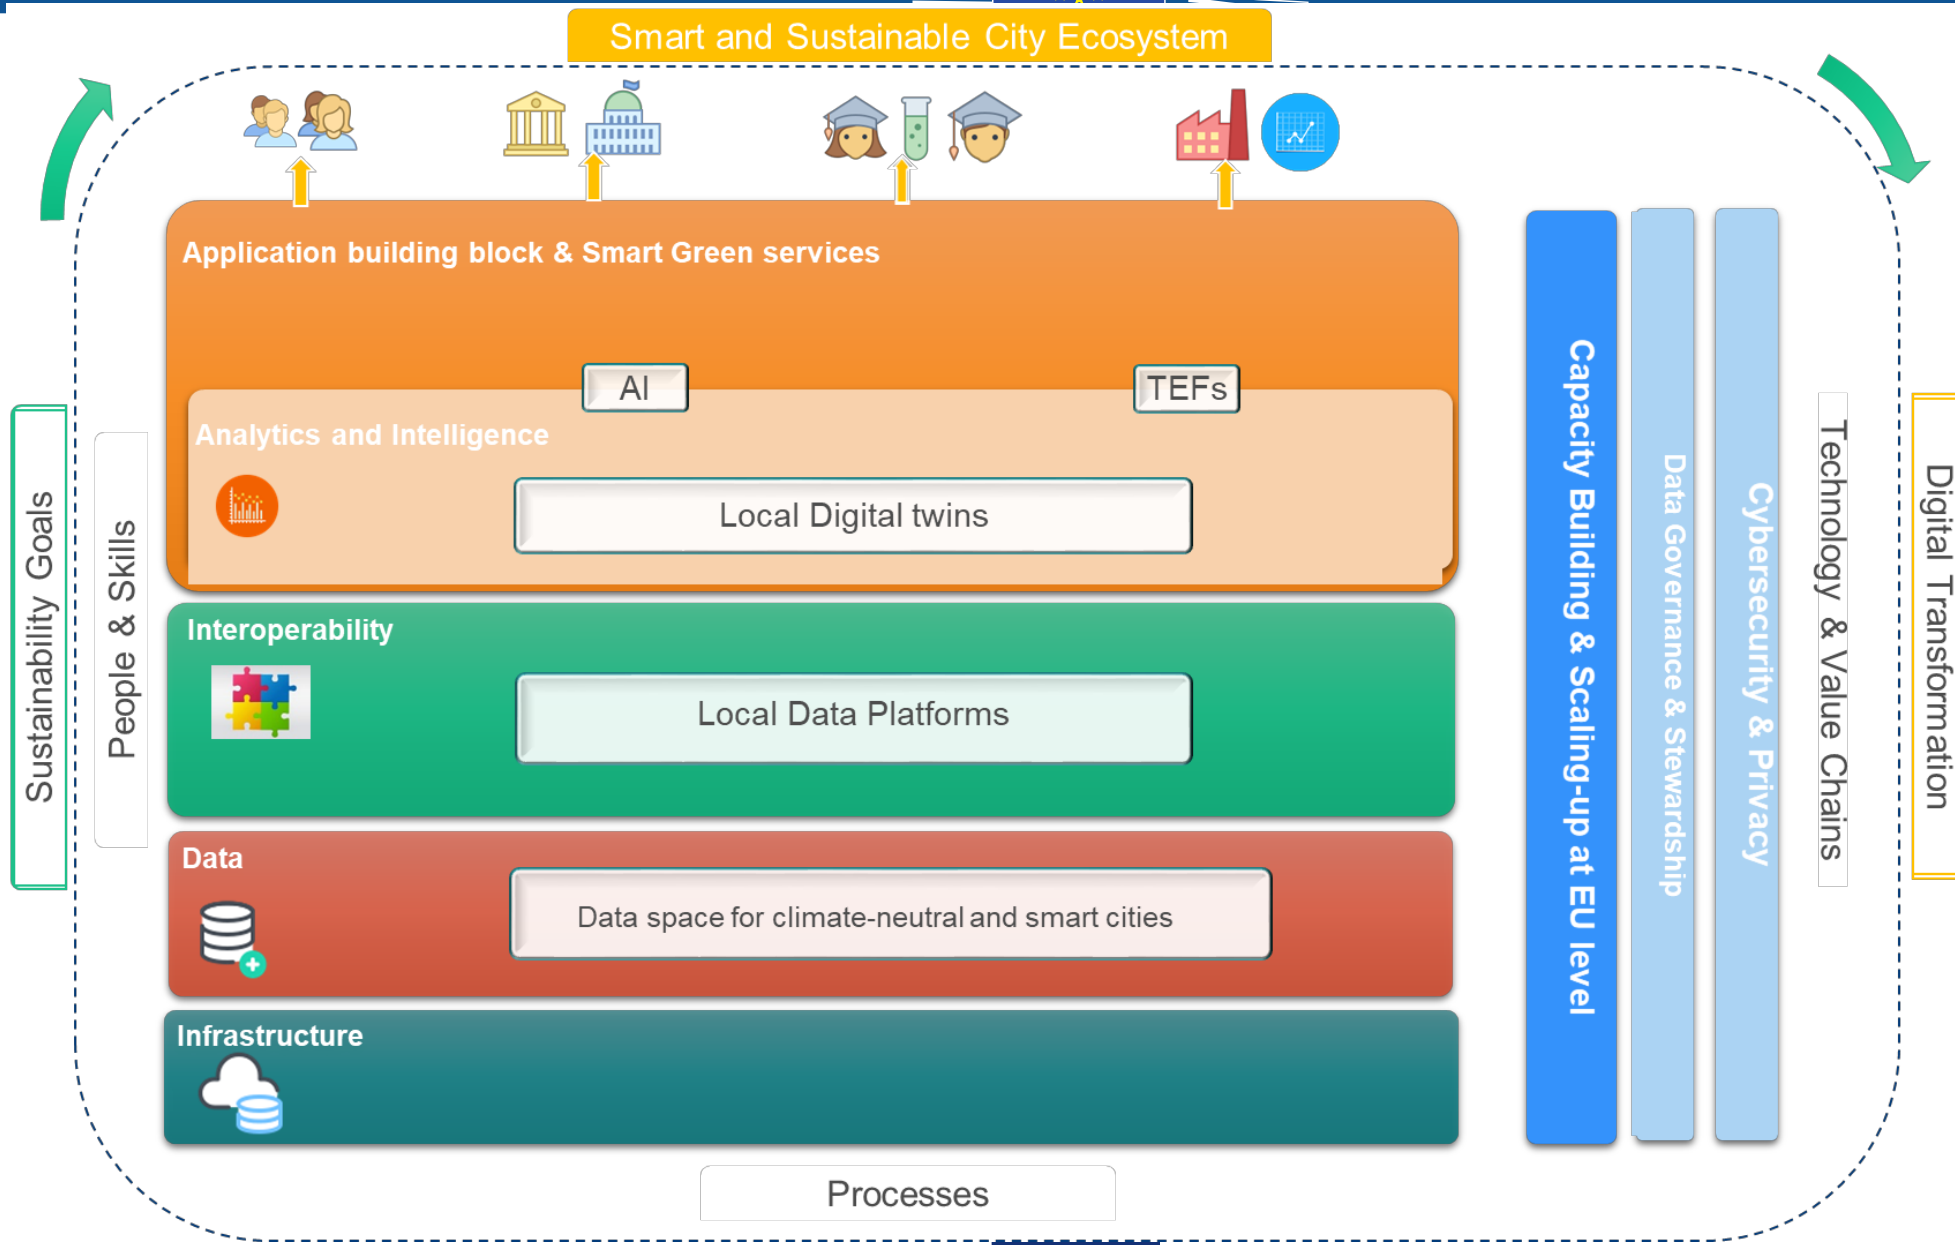 Smart and Sustainable City Ecosystem
Application building block & Smart Green services
AI
TEFs
Analytics and Intelligence
Local Digital twins
Interoperability
Local Data Platforms
Data
Data space for climate-neutral and smart cities
Infrastructure
Processes
Sustainability Goals
People & Skills
Capacity Building & Scaling-up at EU level
Data Governance & Stewardship
Cybersecurity & Privacy
Technology & Value Chains
Digital Transformation